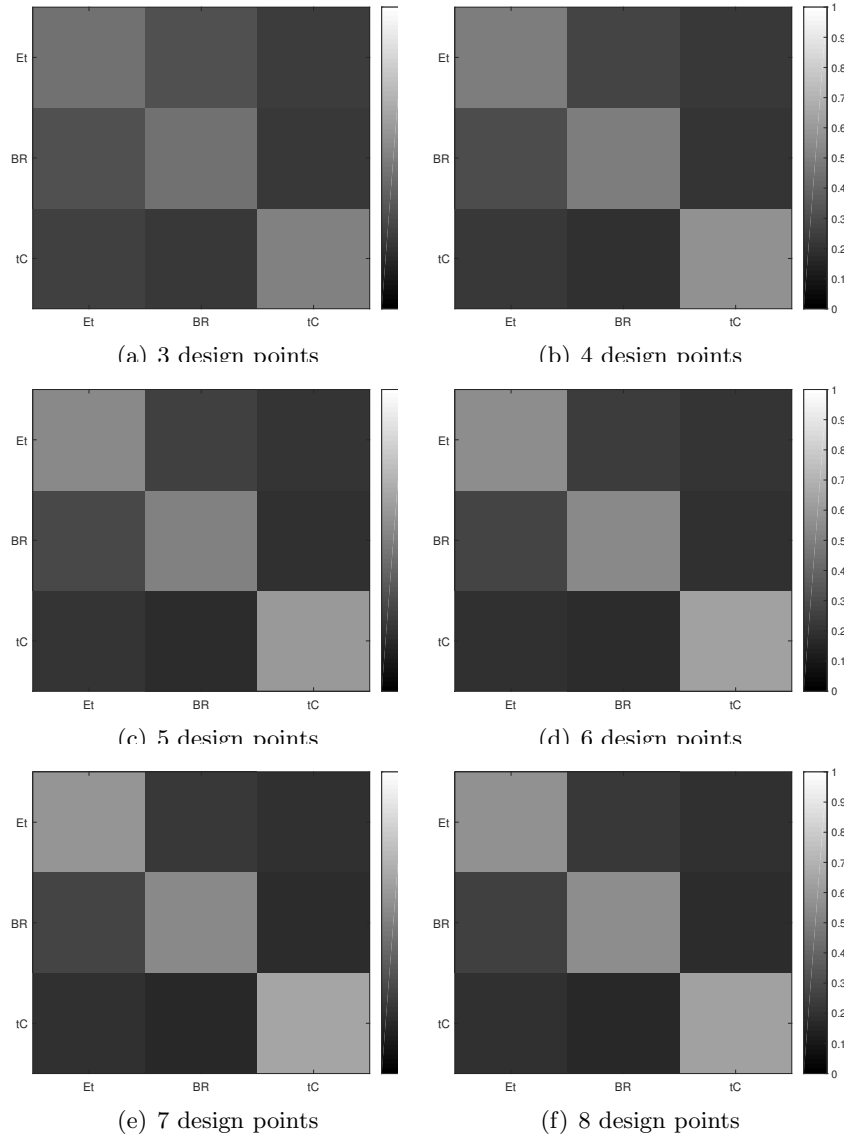 Et
BR
tC
Et BR tC
(a) 3 design points
1
0.9
0.8
0.7
0.6
0.5
0.4
0.3
0.2
0.1
0
Et
BR
tC
Et BR tC
(b) 4 design points
Et
BR
tC
Et BR tC
(c) 5 design points
1
0.9
0.8
0.7
0.6
0.5
0.4
0.3
0.2
0.1
0
Et
BR
tC
Et BR tC
(d) 6 design points
Et
BR
tC
Et BR tC
(e) 7 design points
1
0.9
0.8
0.7
0.6
0.5
0.4
0.3
0.2
0.1
0
Et
BR
tC
Et BR tC
(f) 8 design points